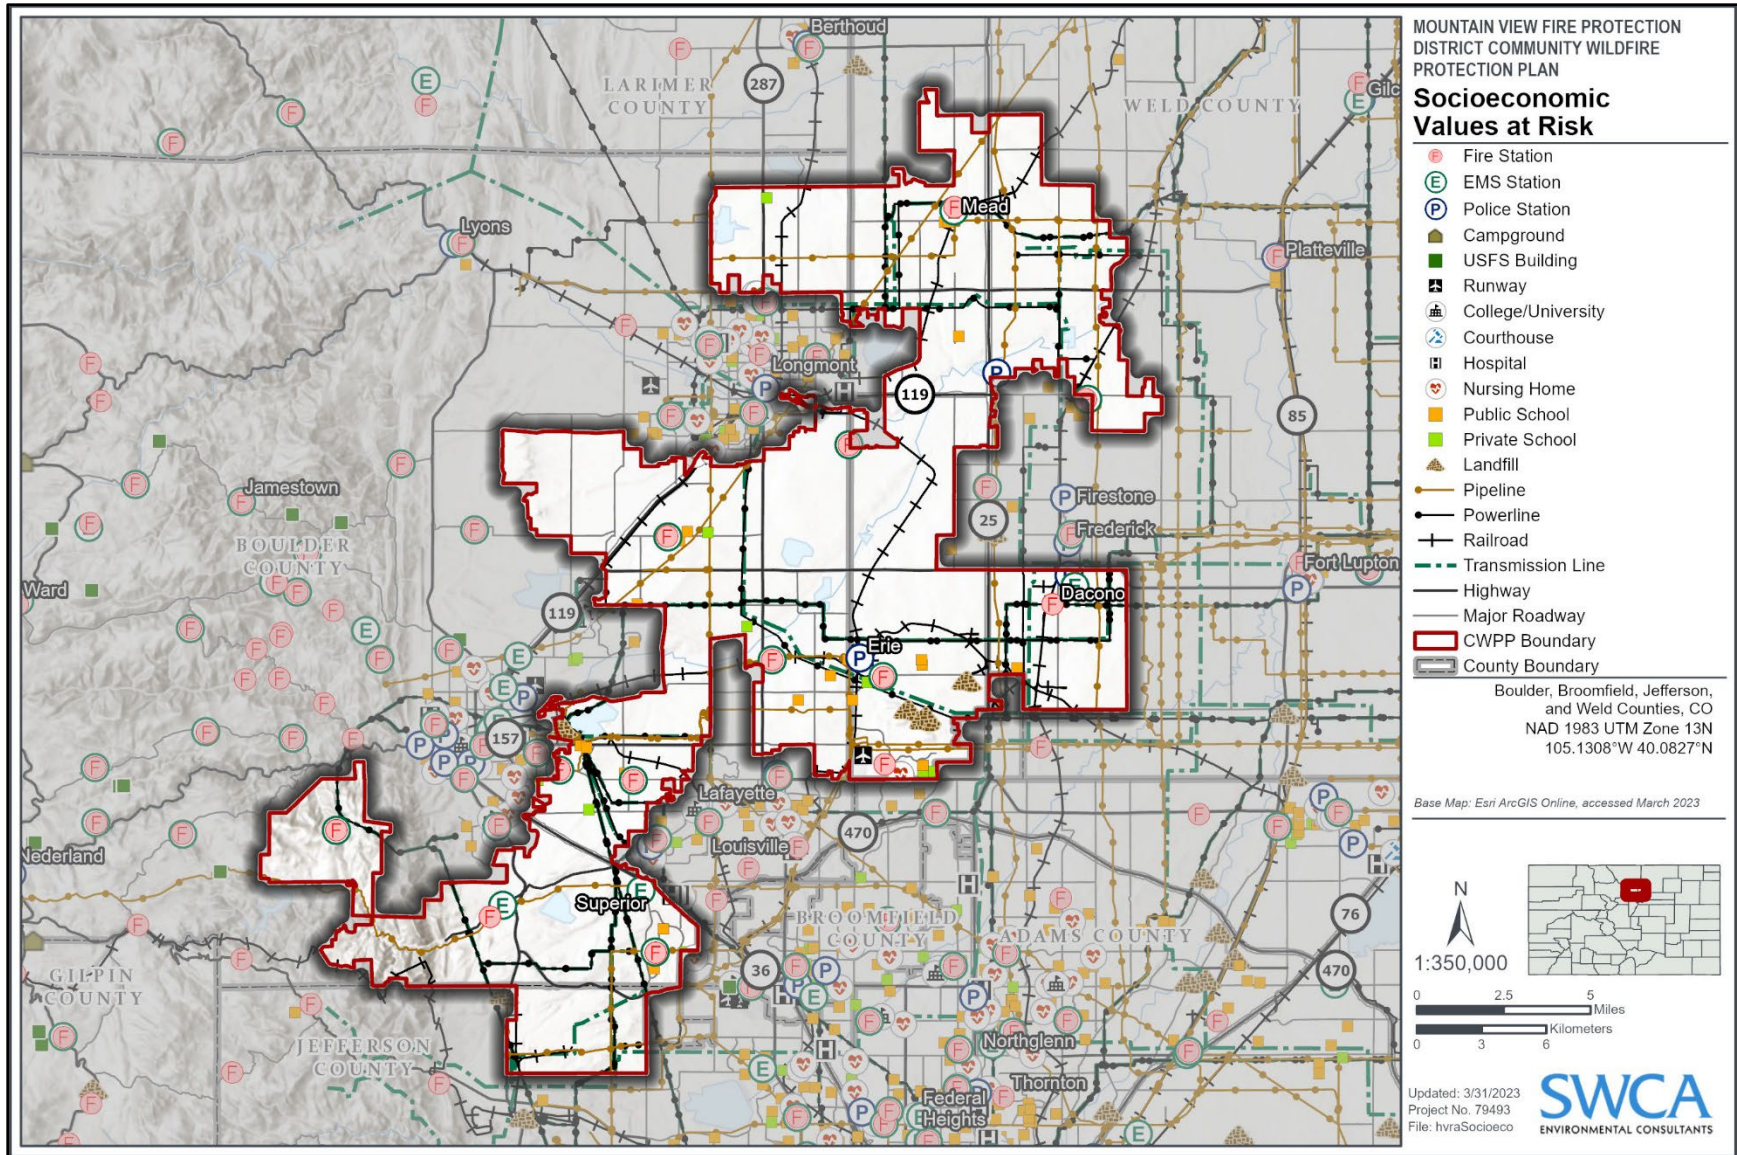 MOUNTAIN VIEW FIRE PROTECTION
DISTRICT COMMUNITY WILDFIRE
PROTECTION PLAN
Socioeconomic
Values at Risk
F Fire Station
E EMS Station
P Police Station
Campground
USFS Building
Runway
College/University
Courthouse
H Hospital
Nursing Home
Public School
Private School
Landfill
Pipeline
Powerline
Railroad
Transmission Line
Highway
Major Roadway
CWPP Boundary
County Boundary
Boulder, Broomfield, Jefferson,
and Weld Counties, CO
NAD 1983 UTM Zone 13N
105.1308°W 40.0827°N
Base Map: Esri ArcGIS Online, accessed March 2023
N
1:350,000
0 2.5 5
Miles
Kilometers
0 3 6
Updated: 3/31/2023
Project No. 79493
File: hvraSocioeco
SWCA
ENVIRONMENTAL CONSULTANTS
Berthoud
LARIMER
COUNTY
287
WELD COUNTY
Gilc
Mead
Lyons
Platteville
Longmont
119
85
Jamestown
Firestone
25
Frederick
BOULDER
COUNTY
Fort Lupton
Ward
119
Dacono
Erie
157
Lafayette
470
Louisville
Nederland
Superior
BROOMFIELD
COUNTY
ADAMS COUNTY
76
36
470
GILPIN
COUNTY
JEFFERSON
COUNTY
Northglenn
Thornton
Federal
Heights